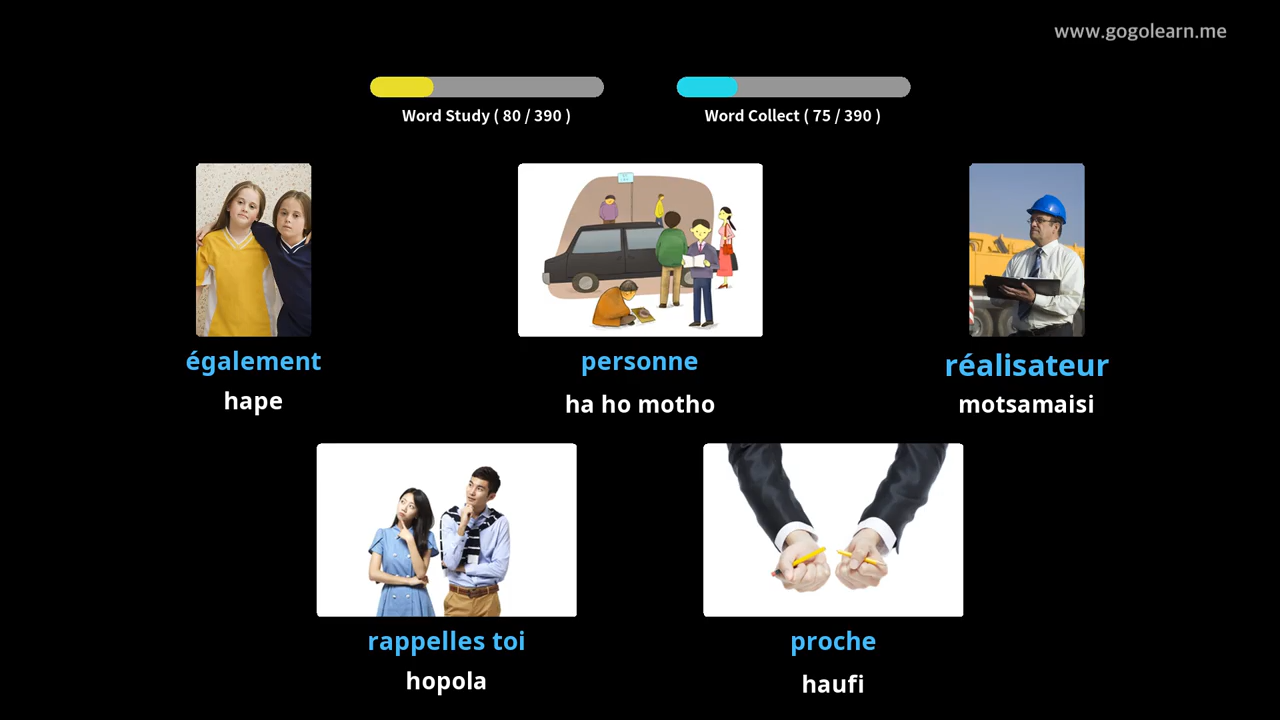 www.gogolearn.me
Word Study ( 80 / 390 )
Word Collect ( 75 / 390 )
également
personne
réalisateur
hape
ha ho motho
motsamaisi
rappelles toi
proche
hopola
haufi